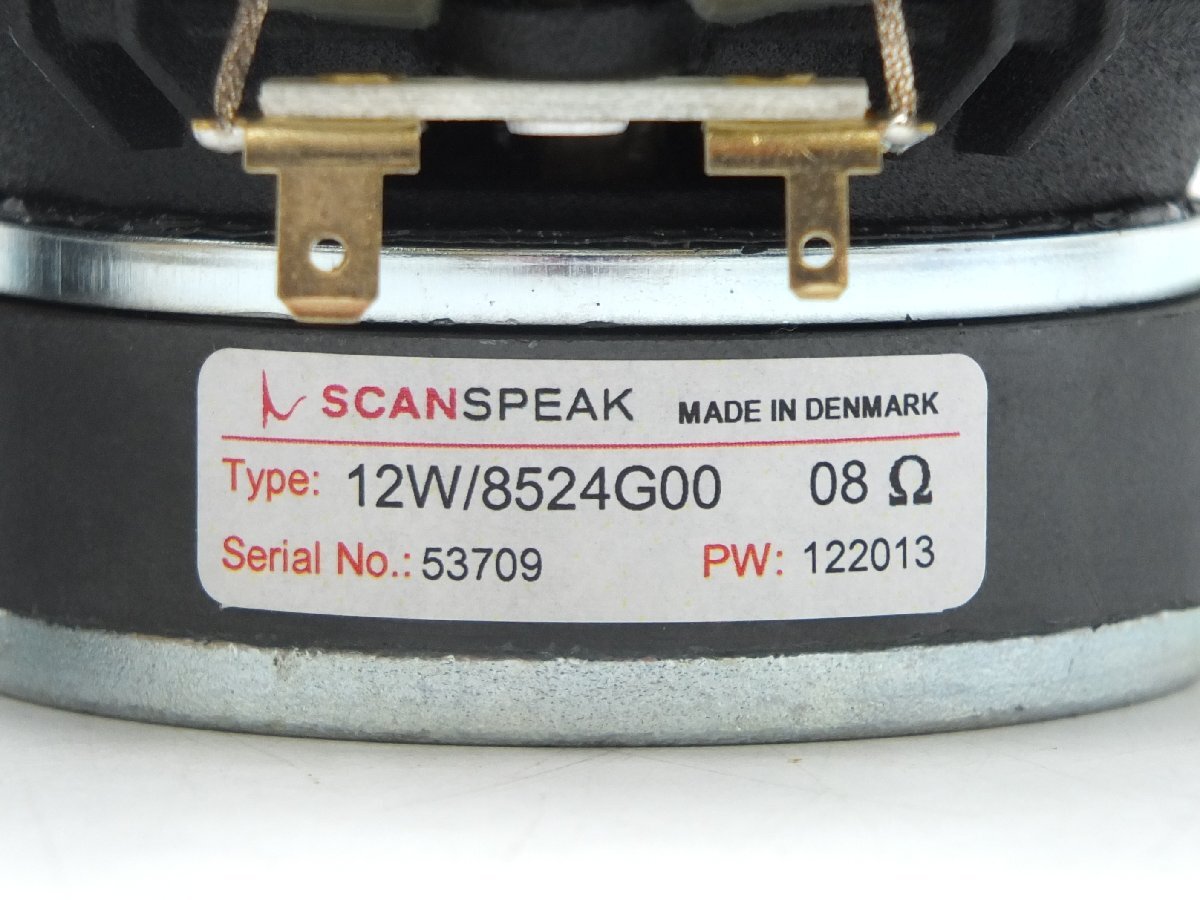 SCANSPEAK MADE IN DENMARK
Type: 12W/8524G00 08 Ω
Serial No.: 53709 PW: 122013